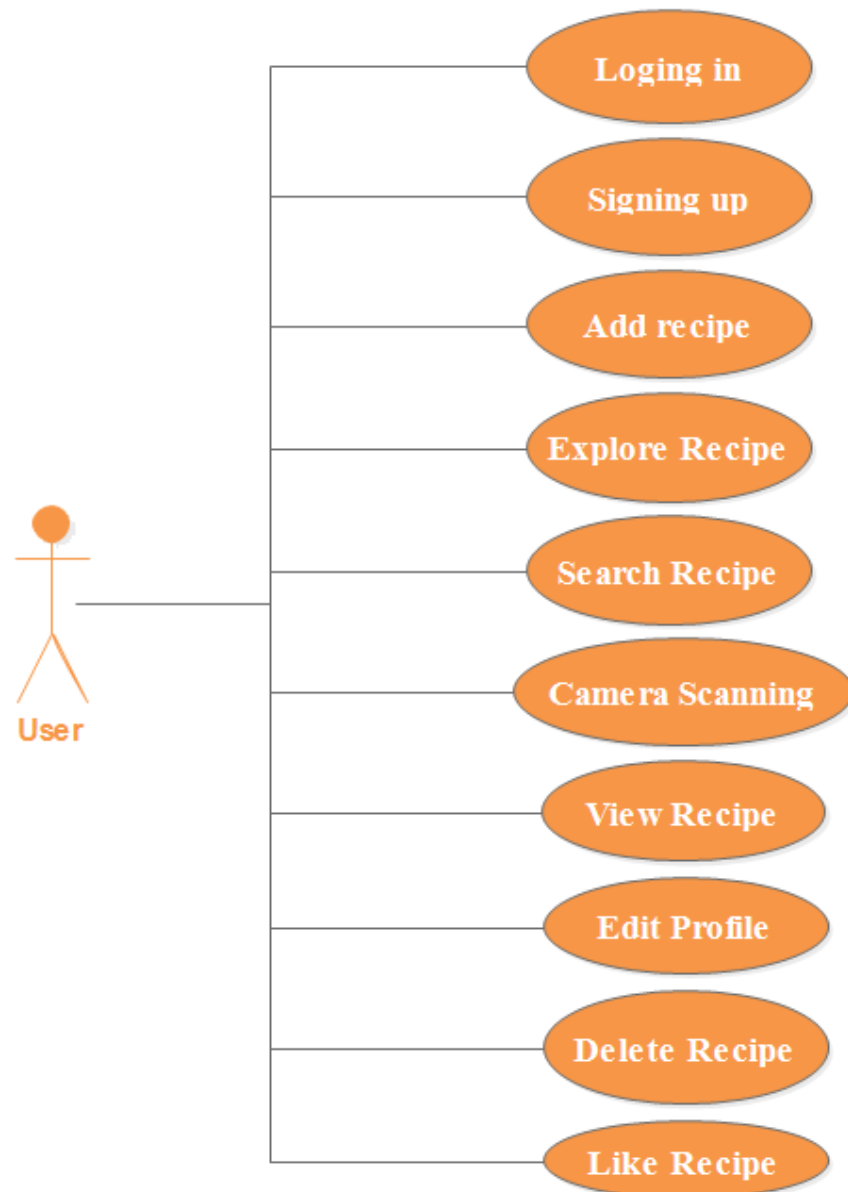 Loging in
Signing up
Add recipe
Explore Recipe
Search Recipe
Camera Scanning
User
View Recipe
Edit Profile
Delete Recipe
Like Recipe